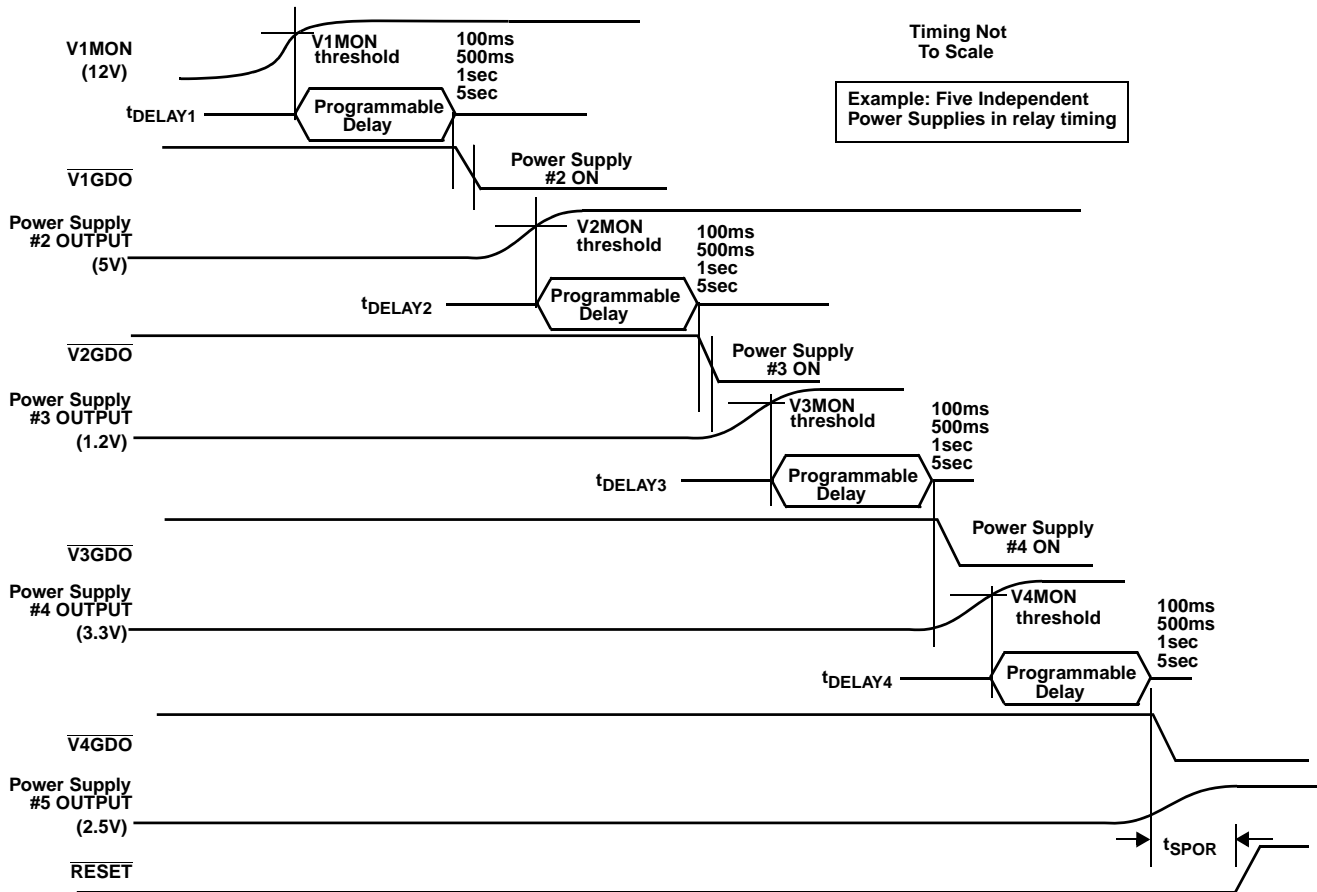 V1MON
(12V)
V1MON
threshold
100ms
500ms
1sec
5sec
Timing Not
To Scale
Example: Five Independent
Power Supplies in relay timing
tDELAY1
Programmable
Delay
V1GDO
Power Supply
#2 ON
Power Supply
#2 OUTPUT
(5V)
V2MON
threshold
100ms
500ms
1sec
5sec
tDELAY2
Programmable
Delay
V2GDO
Power Supply
#3 ON
Power Supply
#3 OUTPUT
(1.2V)
V3MON
threshold
100ms
500ms
1sec
5sec
tDELAY3
Programmable
Delay
V3GDO
Power Supply
#4 ON
Power Supply
#4 OUTPUT
(3.3V)
V4MON
threshold
100ms
500ms
1sec
5sec
tDELAY4
Programmable
Delay
V4GDO
Power Supply
#5 OUTPUT
(2.5V)
tSPOR
RESET